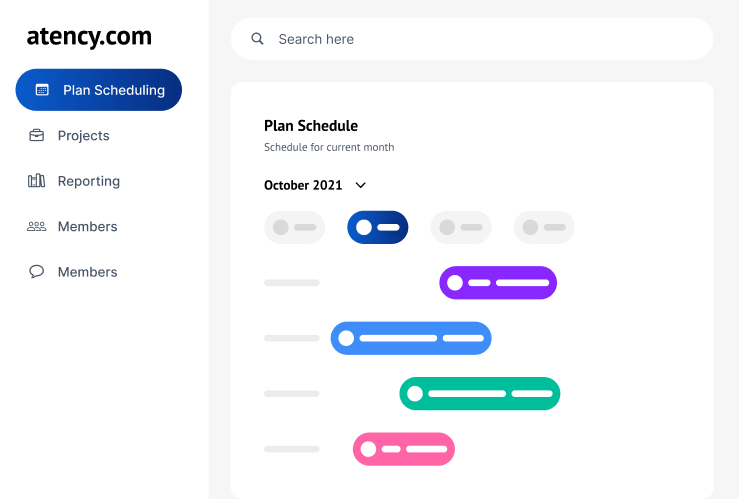 atency.com
Plan Scheduling
Projects
Reporting
Members
Members
Search here
Plan Schedule
Schedule for current month
October 2021